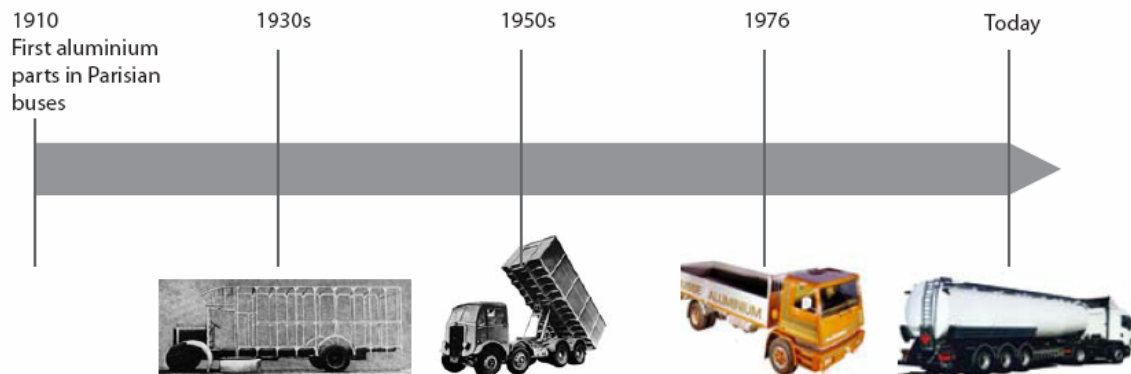 1910
First aluminium
parts in Parisian
buses
1930s
1950s
1976
Today
ALUMINIUM